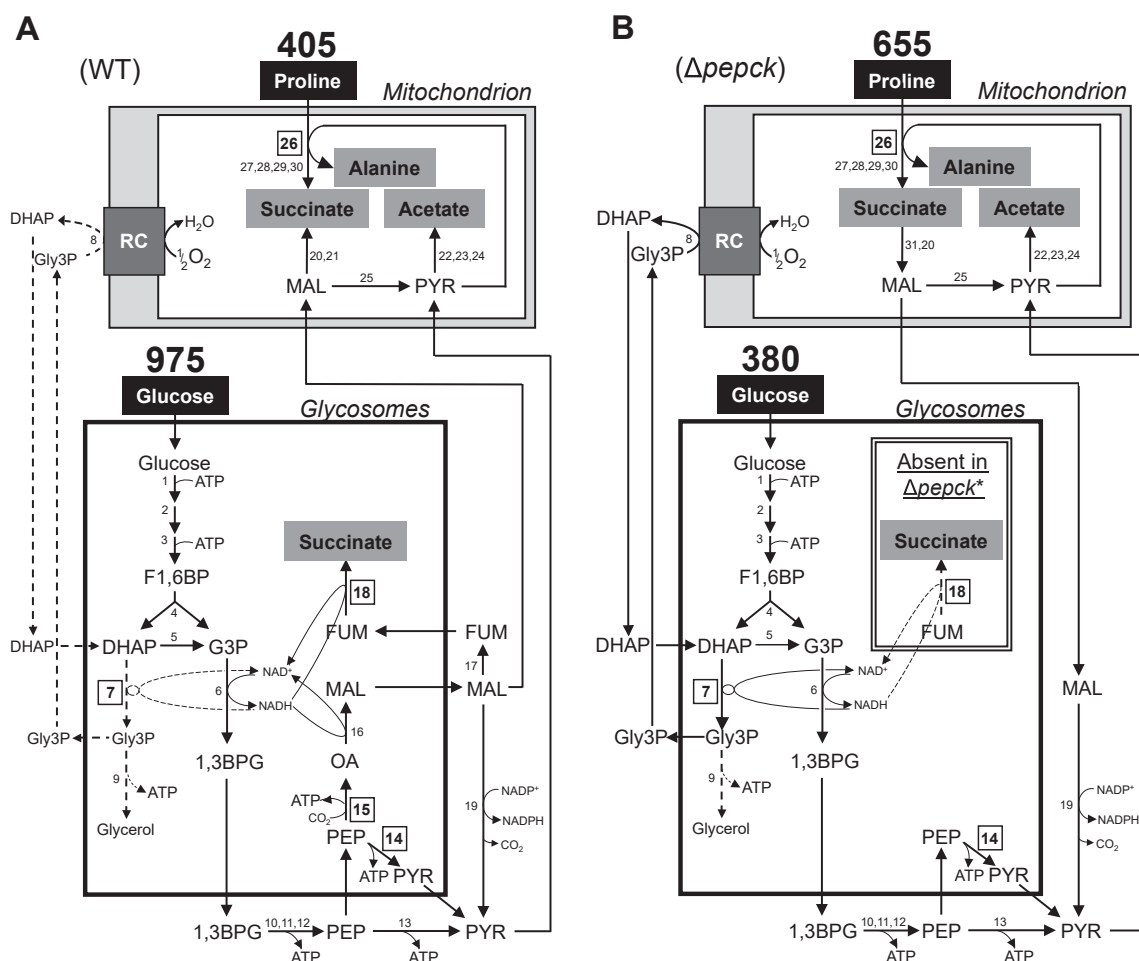 A
(WT)
405
Proline
Mitochondrion
26
27,28,29,30
Alanine
Succinate
Acetate
DHAP
8
RC
H2O
½O2
Gly3P
20,21
22,23,24
MAL
25
PYR
975
Glucose
Glycosomes
Glucose
1
ATP
2
3
ATP
F1,6BP
4
Succinate
18
DHAP
DHAP
5
G3P
FUM
FUM
17
7
6
NAD+
NADH
MAL
MAL
16
Gly3P
Gly3P
1,3BPG
OA
9
ATP
ATP
CO2
15
19
NADP+
NADPH
CO2
Glycerol
PEP
14
ATP
PYR
1,3BPG
10,11,12
ATP
PEP
13
ATP
PYR
B
(Δpepck)
655
Proline
Mitochondrion
26
27,28,29,30
Alanine
Succinate
Acetate
DHAP
8
RC
H2O
½O2
Gly3P
31,20
22,23,24
MAL
25
PYR
380
Glucose
Glycosomes
Glucose
1
ATP
2
3
ATP
F1,6BP
4
Absent in
Δpepck*
Succinate
18
FUM
DHAP
DHAP
5
G3P
7
6
NAD+
NADH
MAL
Gly3P
Gly3P
1,3BPG
9
ATP
19
NADP+
NADPH
CO2
Glycerol
PEP
14
ATP
PYR
1,3BPG
10,11,12
ATP
PEP
13
ATP
PYR